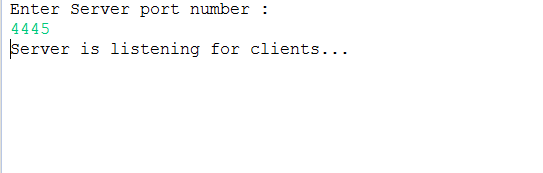 Enter Server port number :
4445
Server is listening for clients...